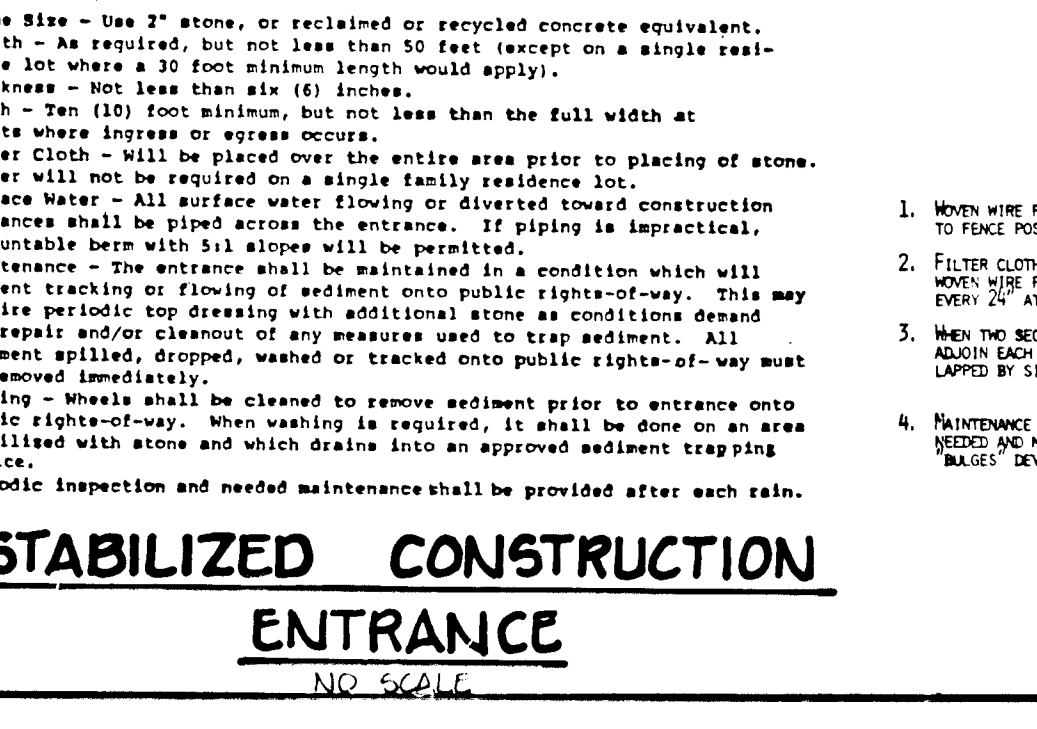 e Size - Use 2" stone, or reclaimed or recycled concrete equivalent.
th - As required, but not less than 50 feet (except on a single resi-
e lot where a 30 foot minimum length would apply).
kness - Not less than six (6) inches.
h - Ten (10) foot minimum, but not less than the full width at
ts where ingress or egress occurs.
er Cloth - Will be placed over the entire area prior to placing of stone.
er will not be required on a single family residence lot.
ace Water - All surface water flowing or diverted toward construction
ances shall be piped across the entrance. If piping is impractical,
untable berm with 5:1 slopes will be permitted.
tenance - The entrance shall be maintained in a condition which will
ent tracking or flowing of sediment onto public rights-of-way. This may
ire periodic top dressing with additional stone as conditions demand
repair and/or cleanout of any measures used to trap sediment. All
ment spilled, dropped, washed or tracked onto public rights-of-way must
emoved immediately.
ing - Wheels shall be cleaned to remove sediment prior to entrance onto
ic rights-of-way. When washing is required, it shall be done on an area
ilized with stone and which drains into an approved sediment trapping
ice.
odic inspection and needed maintenance shall be provided after each rain.
STABILIZED CONSTRUCTION
ENTRANCE
NO SCALE
1. WOVEN WIRE F
TO FENCE POS
2. FILTER CLOTH
WOVEN WIRE F
EVERY 24" AT
3. WHEN TWO SEC
ADJOIN EACH
LAPPED BY SI
4. MAINTENANCE
NEEDED AND M
"BULGES" DEV